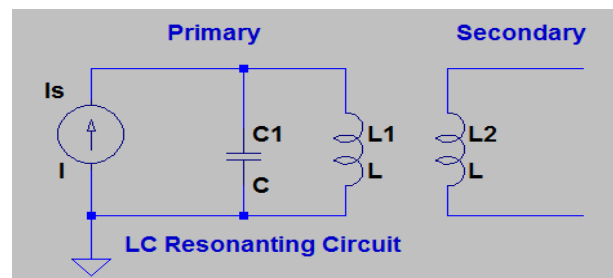 Primary Secondary
Is
C1 L1 L2
I C L L
LC Resonanting Circuit